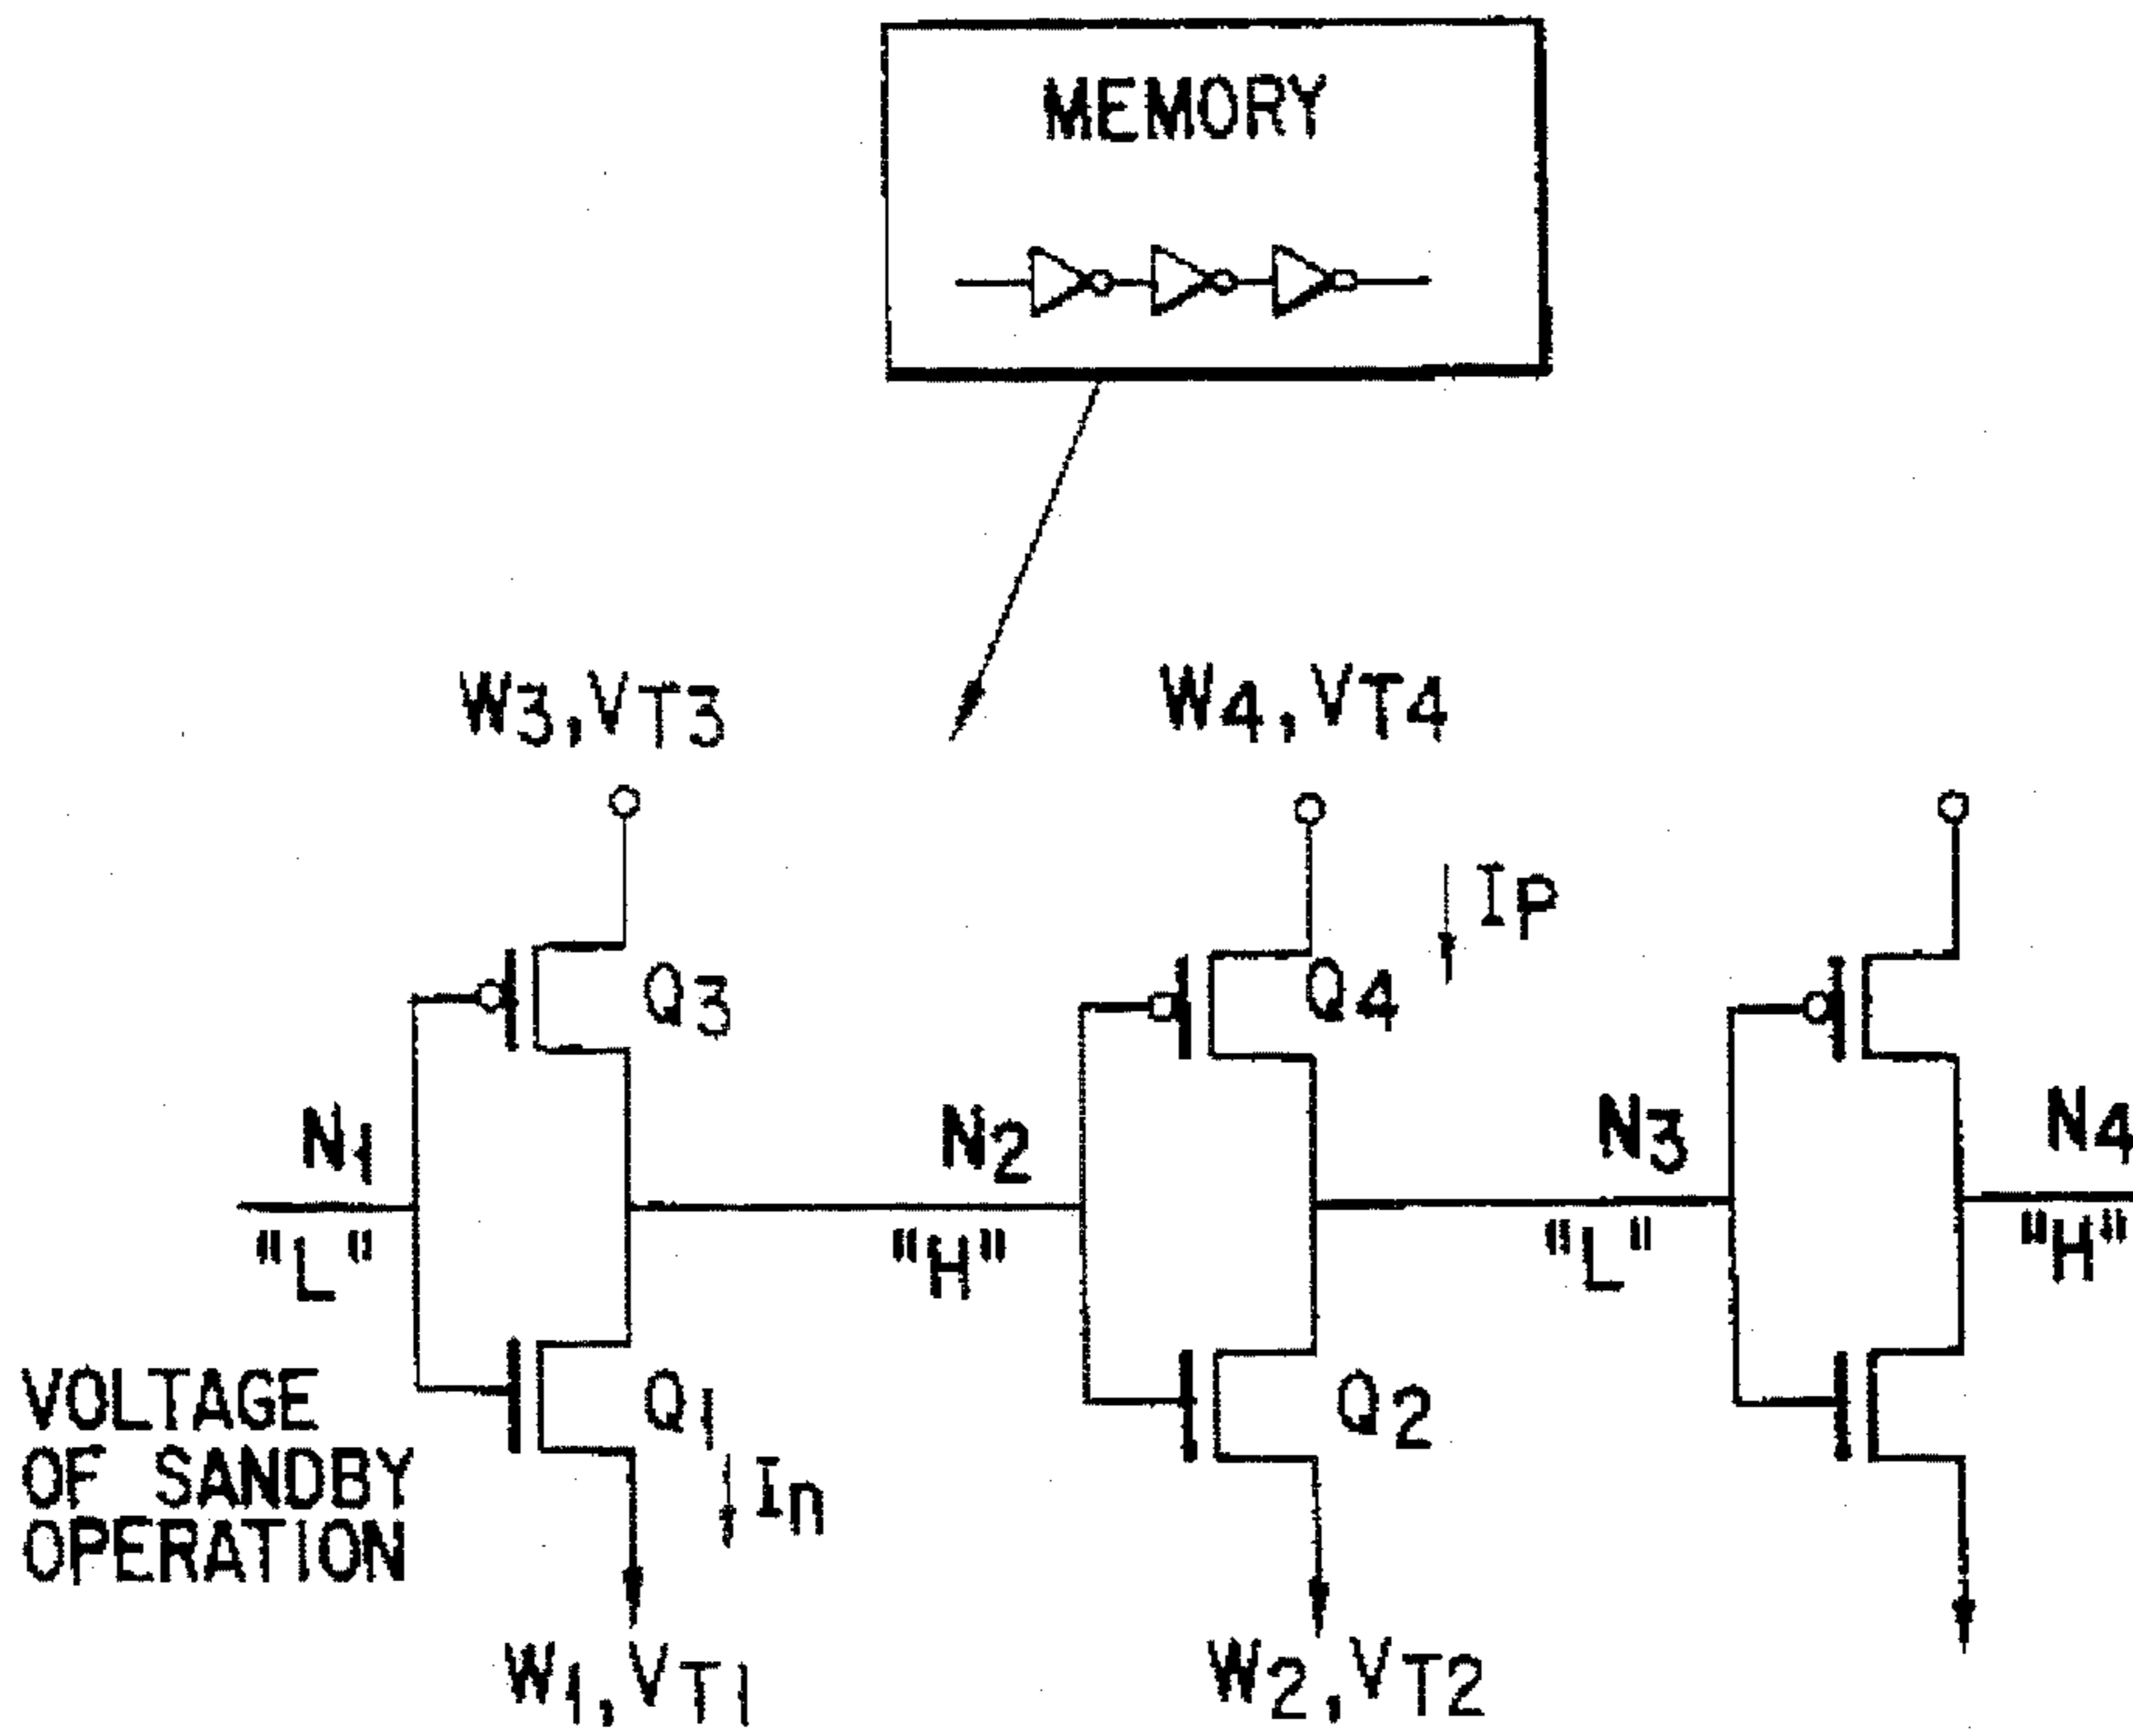 MEMORY
W3,VT3
W4,VT4
IP
Q3
Q4
N1
N2
N3
N4
"L"
"H"
"L"
"H"
VOLTAGE
OF SANDBY
OPERATION
Q1
In
Q2
W1,VT1
W2,VT2